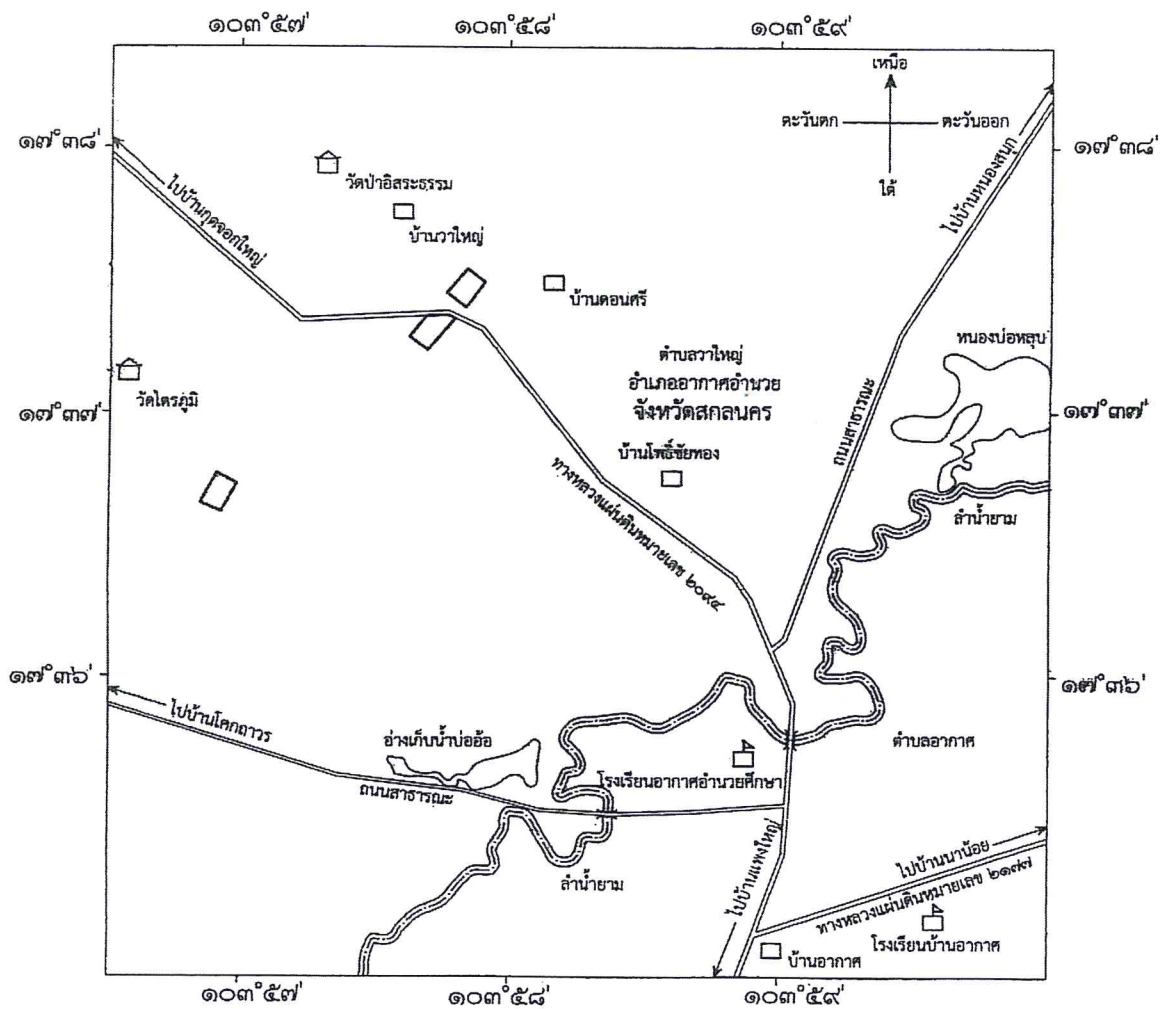 ๑๐๓°๕๗' ๑๐๓°๕๘' ๑๐๓°๕๙'
เหนือ
ตะวันตก ตะวันออก
ใต้
๑๗°๓๘' ๑๗°๓๘'
ไปบ้านกุดจอกใหญ่
วัดป่าอิสระธรรม
บ้านวาใหญ่
ไปบ้านหนองสนุก
บ้านดอนศรี
หนองบ่อหลุบ
ตำบลวาใหญ่
อำเภออากาศอำนวย
จังหวัดสกลนคร
วัดไตรภูมิ
๑๗°๓๗' ๑๗°๓๗'
ถนนสาธารณะ
บ้านโพธิ์ชัยทอง
ทางหลวงแผ่นดินหมายเลข ๒๐๙๔
ลำน้ำยาม
๑๗°๓๖' ๑๗°๓๖'
ไปบ้านโคกถาวร
อ่างเก็บน้ำบ่ออ้อ
ตำบลอากาศ
โรงเรียนอากาศอำนวยศึกษา
ถนนสาธารณะ
ลำน้ำยาม
ไปบ้านแพงใหญ่
ไปบ้านนาน้อย
ทางหลวงแผ่นดินหมายเลข ๒๑๗๗
โรงเรียนบ้านอากาศ
บ้านอากาศ
๑๐๓°๕๗' ๑๐๓°๕๘' ๑๐๓°๕๙'